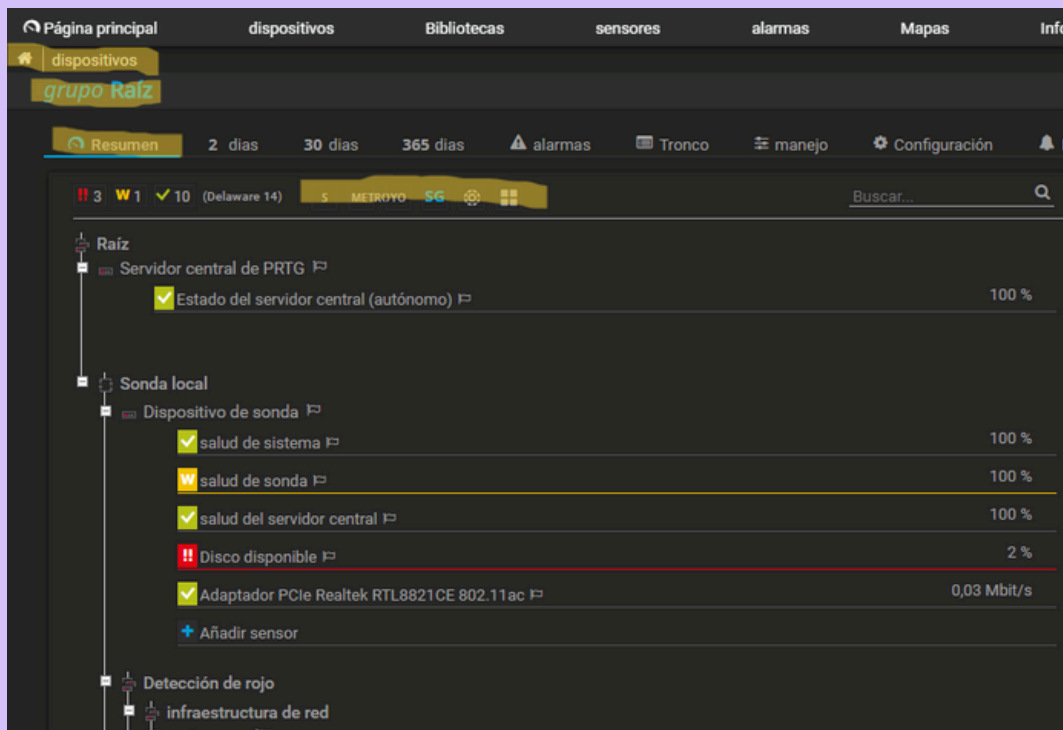 Página principal dispositivos Bibliotecas sensores alarmas Mapas Info
dispositivos
grupo Raíz
Resumen 2 dias 30 dias 365 dias alarmas Tronco manejo Configuración
!! 3 W 1 10 (Delaware 14) S METROYO SG Buscar...
Raíz
Servidor central de PRTG
Estado del servidor central (autónomo) 100 %
Sonda local
Dispositivo de sonda
salud de sistema 100 %
W salud de sonda 100 %
salud del servidor central 100 %
!! Disco disponible 2 %
Adaptador PCIe Realtek RTL8821CE 802.11ac 0,03 Mbit/s
+ Añadir sensor
Detección de rojo
infraestructura de red